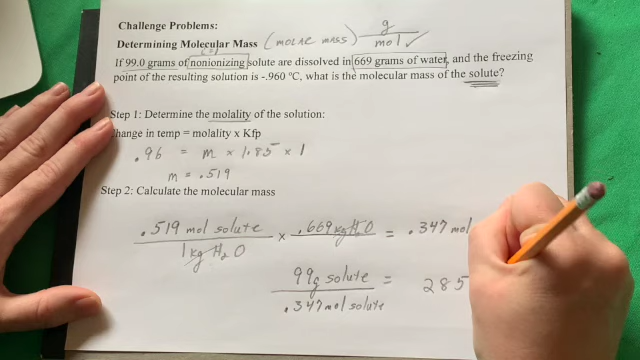 Challenge Problems:
Determining Molecular Mass (MOLAR MASS) g/mol ✓
(i=1)
If 99.0 grams of nonionizing solute are dissolved in 669 grams of water, and the freezing
point of the resulting solution is -.960 °C, what is the molecular mass of the solute?
Step 1: Determine the molality of the solution:
hange in temp = molality x Kfp
.96 = m x 1.85 x 1
m = .519
Step 2: Calculate the molecular mass
.519 mol solute / 1 kg H2O x .669 kg H2O = .347 mol
99g solute / .347 mol solute = 285